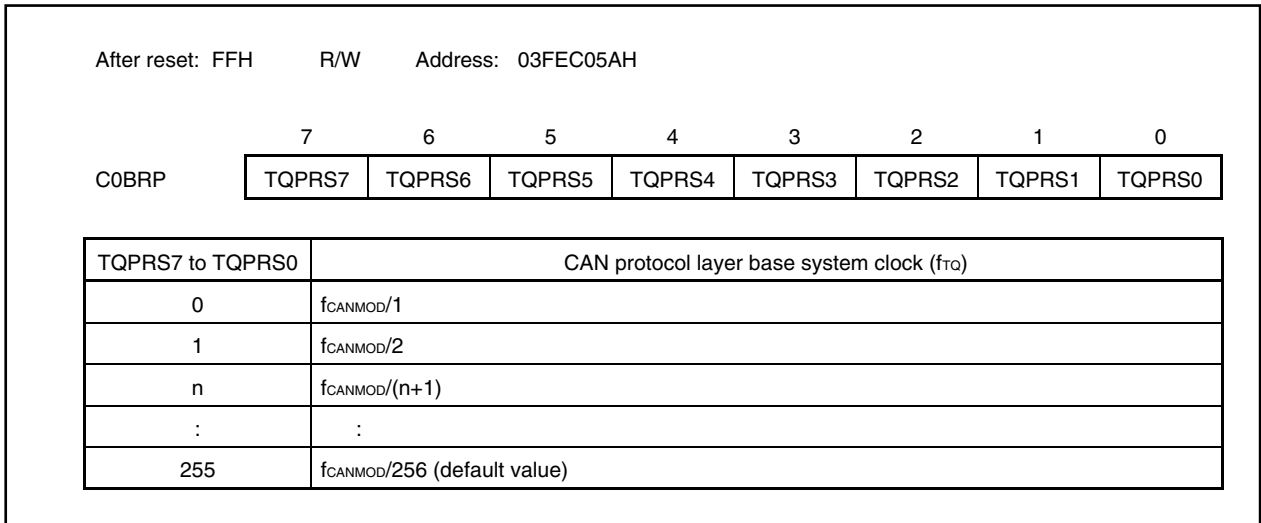 After reset: FFH R/W Address: 03FEC05AH
7 6 5 4 3 2 1 0
C0BRP TQPRS7 TQPRS6 TQPRS5 TQPRS4 TQPRS3 TQPRS2 TQPRS1 TQPRS0
TQPRS7 to TQPRS0 CAN protocol layer base system clock (fTQ)
0 fCANMOD/1
1 fCANMOD/2
n fCANMOD/(n+1)
: :
255 fCANMOD/256 (default value)